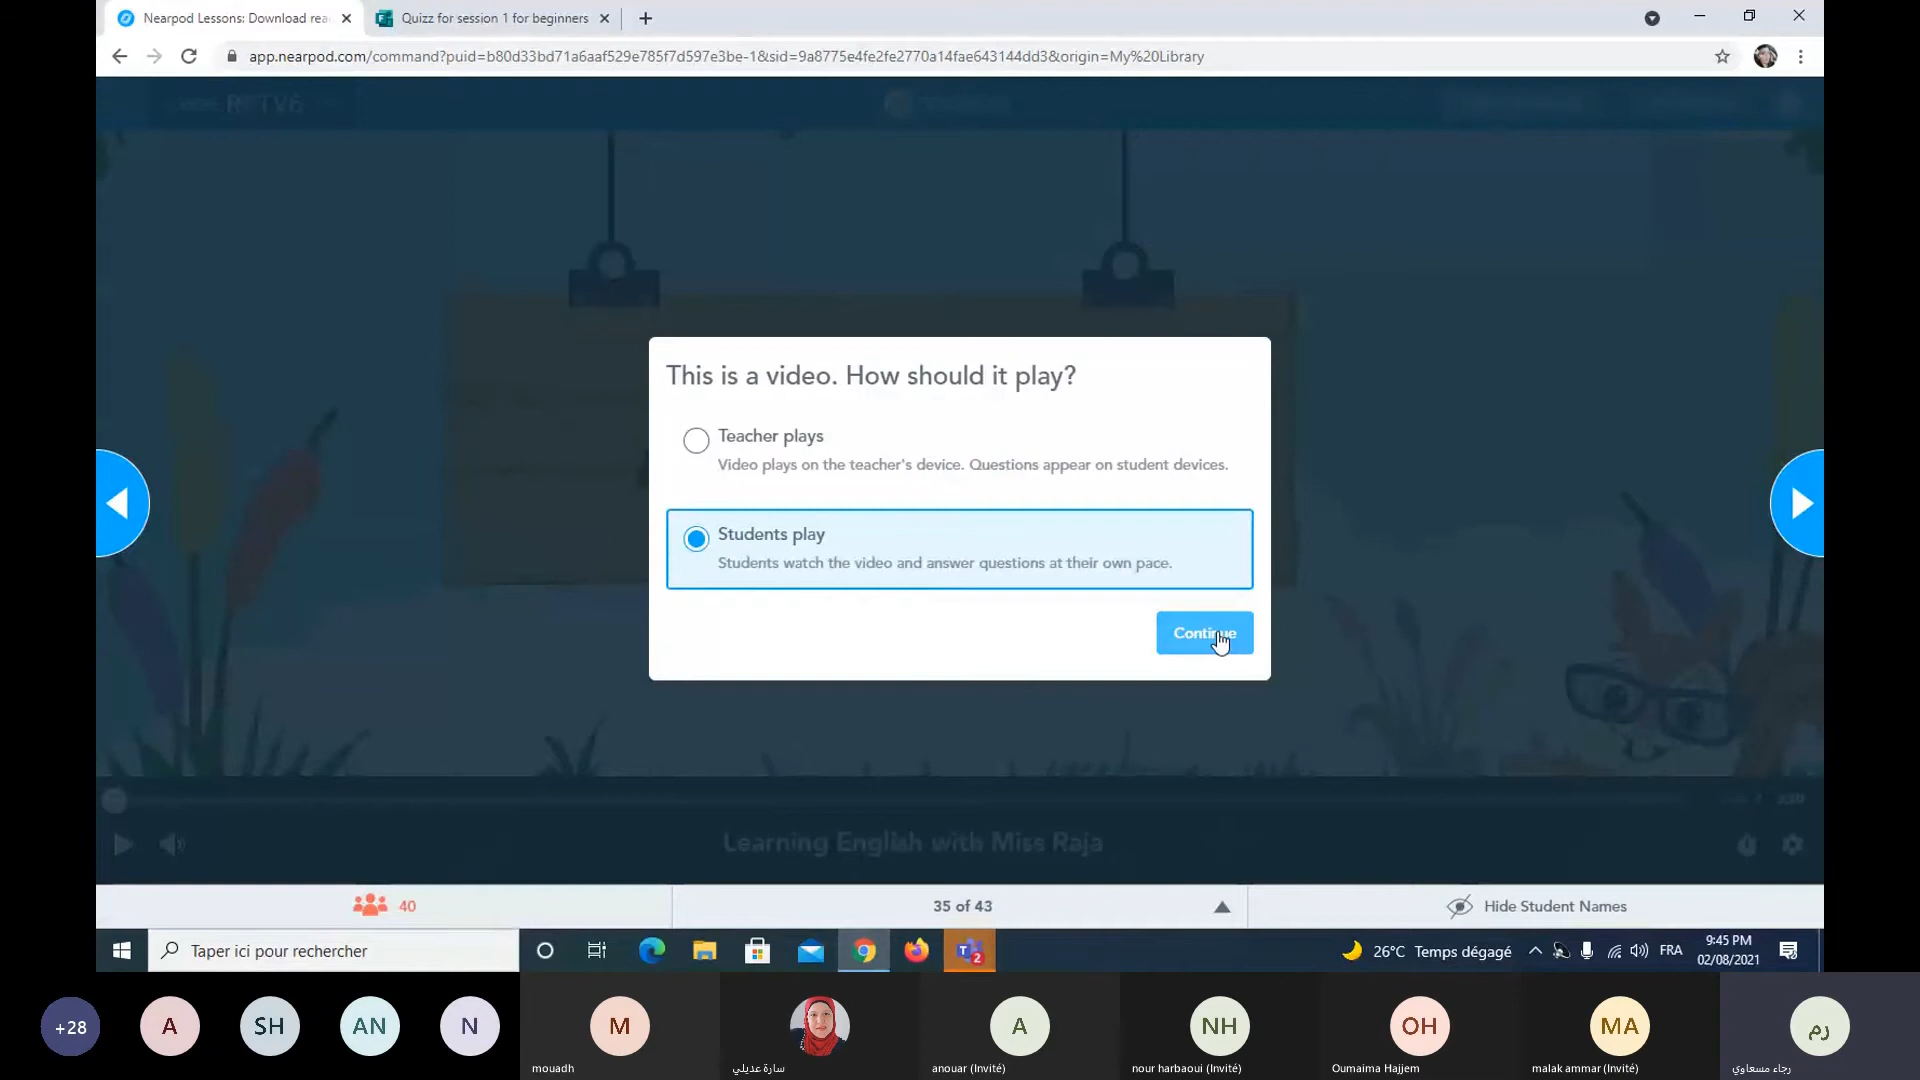 Nearpod Lessons: Download rea
Quizz for session 1 for beginners
app.nearpod.com/command?puid=b80d33bd71a6aaf529e785f7d597e3be-1&sid=9a8775e4fe2fe2770a14fae643144dd3&origin=My%20Library
This is a video. How should it play?
Teacher plays
Video plays on the teacher's device. Questions appear on student devices.
Students play
Students watch the video and answer questions at their own pace.
Continue
Learning English with Miss Raja
40
35 of 43
Hide Student Names
Taper ici pour rechercher
2
26°C Temps dégagé
FRA
9:45 PM
02/08/2021
+28
A
SH
AN
N
M
A
NH
OH
MA
رم
mouadh
سارة عديلي
anouar (Invité)
nour harbaoui (Invité)
Oumaima Hajjem
malak ammar (Invité)
رجاء مسعاوي